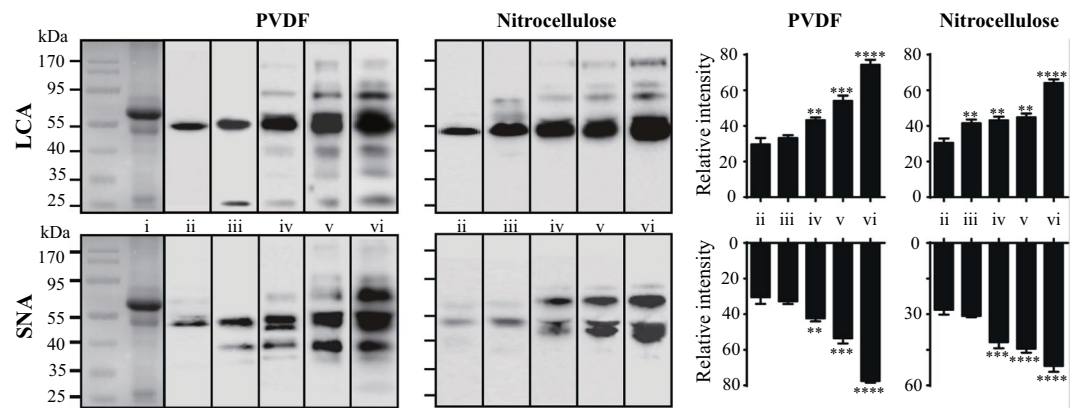 PVDF
Nitrocellulose
PVDF
Nitrocellulose
kDa
170
95
55
40
35
25
LCA
Relative intensity
80
60
40
20
0
**
***
****
80
60
40
20
0
**
**
**
****
i
ii
iii
iv
v
vi
ii
iii
iv
v
vi
ii
iii
iv
v
vi
ii
iii
iv
v
vi
kDa
170
95
55
40
35
25
SNA
Relative intensity
0
20
40
60
80
**
***
****
0
30
60
***
****
****